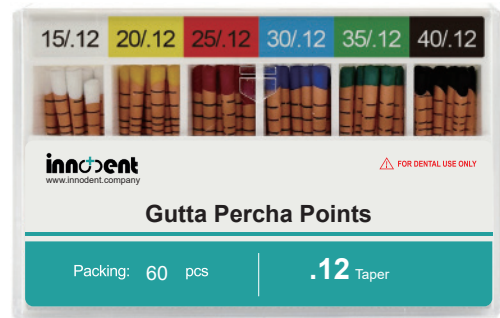 15/.12 20/.12 25/.12 30/.12 35/.12 40/.12
innodent
www.innodent.company
FOR DENTAL USE ONLY
Gutta Percha Points
Packing: 60 pcs
.12 Taper